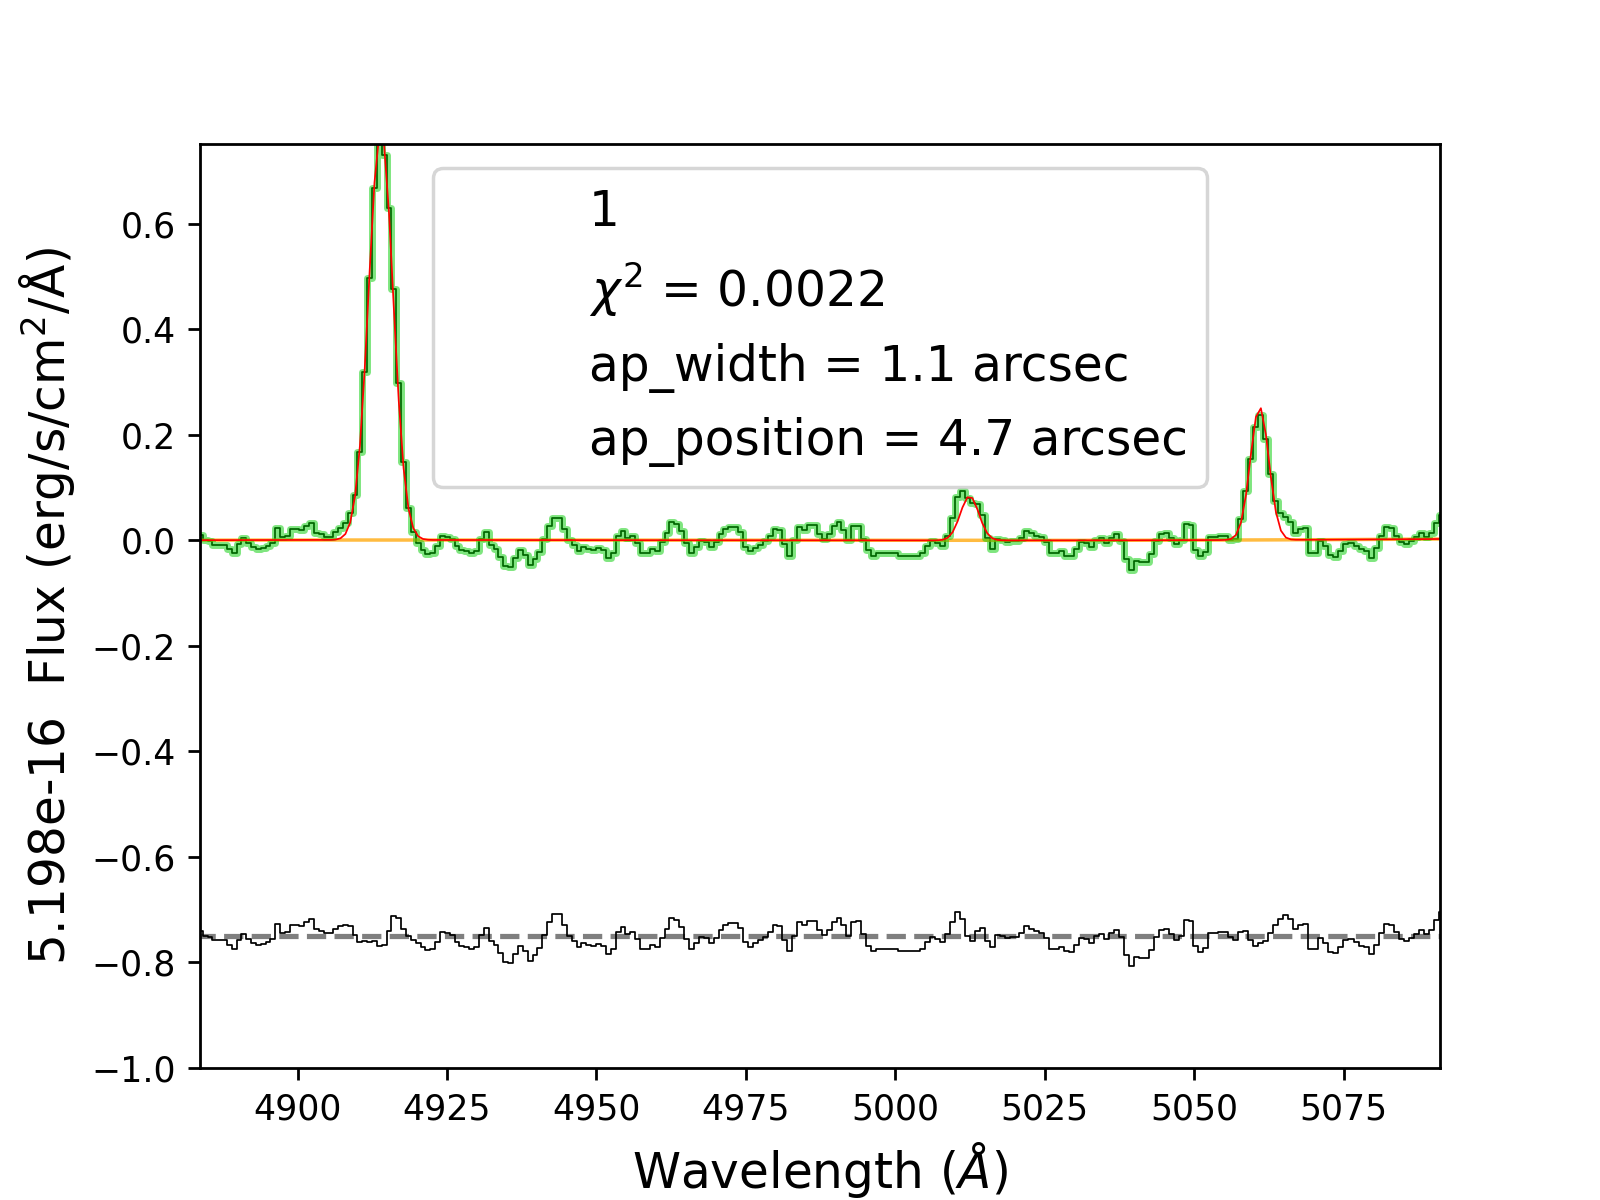 1
χ² = 0.0022
ap_width = 1.1 arcsec
ap_position = 4.7 arcsec
0.6
0.4
0.2
0.0
−0.2
−0.4
−0.6
−0.8
−1.0
5.198e-16 Flux (erg/s/cm²/Å)
4900 4925 4950 4975 5000 5025 5050 5075
Wavelength (Å)